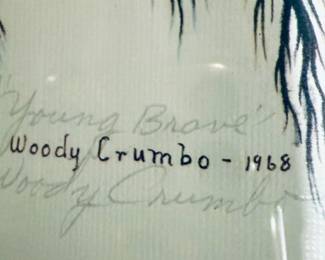 "Young Brave"
Woody Crumbo - 1968
Woody Crumbo